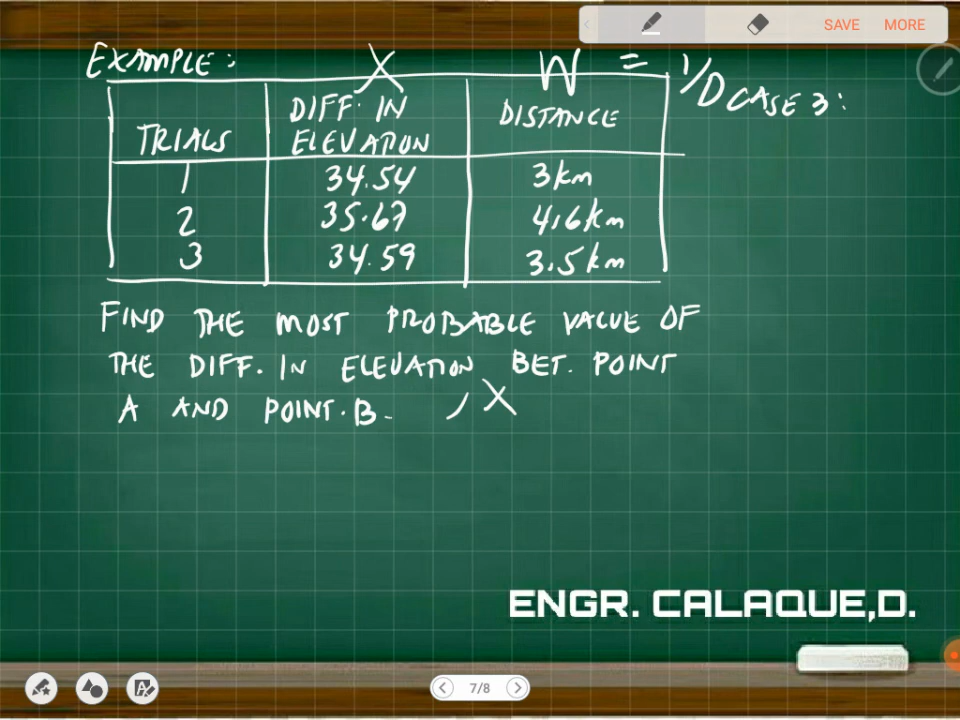 SAVE MORE
EXAMPLE: X W = 1/D CASE 3:
TRIALS DIFF. IN ELEVATION DISTANCE
1 34.54 3km
2 35.67 4.6km
3 34.59 3.5km
FIND THE MOST PROBABLE VALUE OF
THE DIFF. IN ELEVATION BET. POINT
A AND POINT.B. , X
ENGR. CALAQUE,D.
7/8